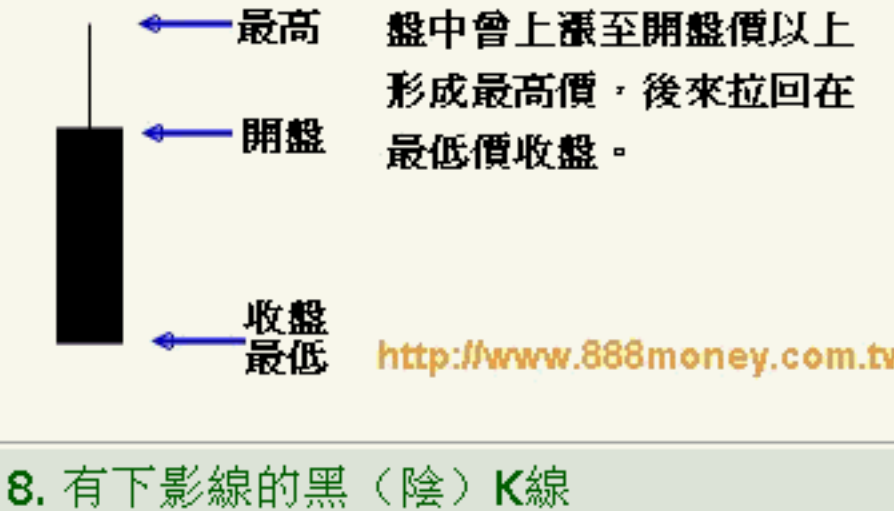 最高
盤中曾上漲至開盤價以上
形成最高價，後來拉回在
開盤
最低價收盤。
收盤
最低
http://www.888money.com.tw
8. 有下影線的黑（陰）K線